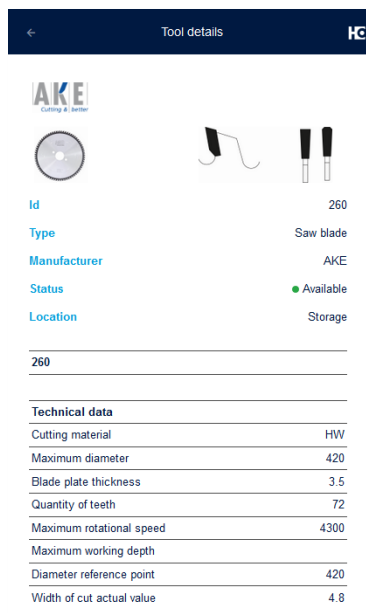 Tool details
AKE
Cutting & better
Id 260
Type Saw blade
Manufacturer AKE
Status Available
Location Storage
260
Technical data
Cutting material HW
Maximum diameter 420
Blade plate thickness 3.5
Quantity of teeth 72
Maximum rotational speed 4300
Maximum working depth
Diameter reference point 420
Width of cut actual value 4.8